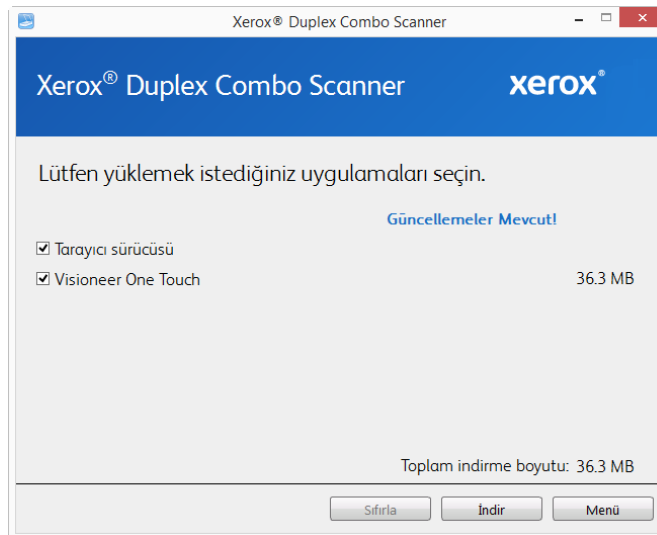 Xerox® Duplex Combo Scanner
Xerox® Duplex Combo Scanner
xerox®
Lütfen yüklemek istediğiniz uygulamaları seçin.
Güncellemeler Mevcut!
Tarayıcı sürücüsü
Visioneer One Touch 36.3 MB
Toplam indirme boyutu: 36.3 MB
Sıfırla İndir Menü